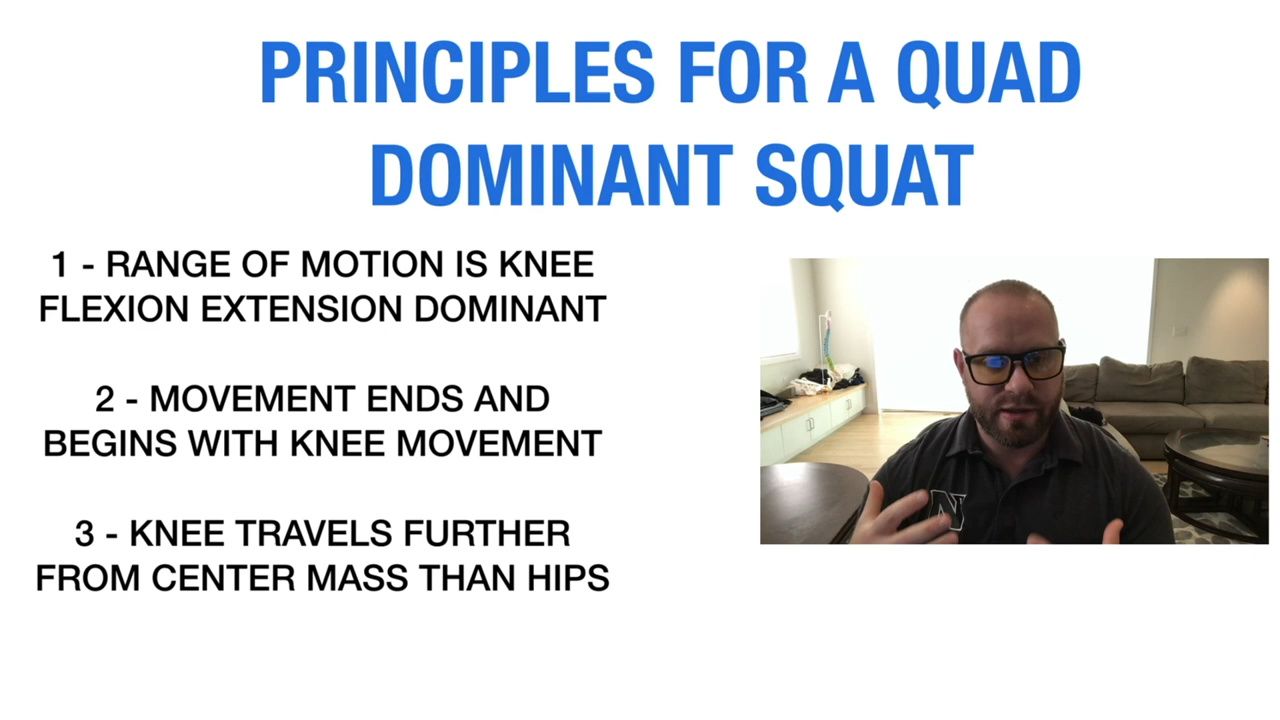 PRINCIPLES FOR A QUAD
DOMINANT SQUAT
1 - RANGE OF MOTION IS KNEE
FLEXION EXTENSION DOMINANT
2 - MOVEMENT ENDS AND
BEGINS WITH KNEE MOVEMENT
3 - KNEE TRAVELS FURTHER
FROM CENTER MASS THAN HIPS
N